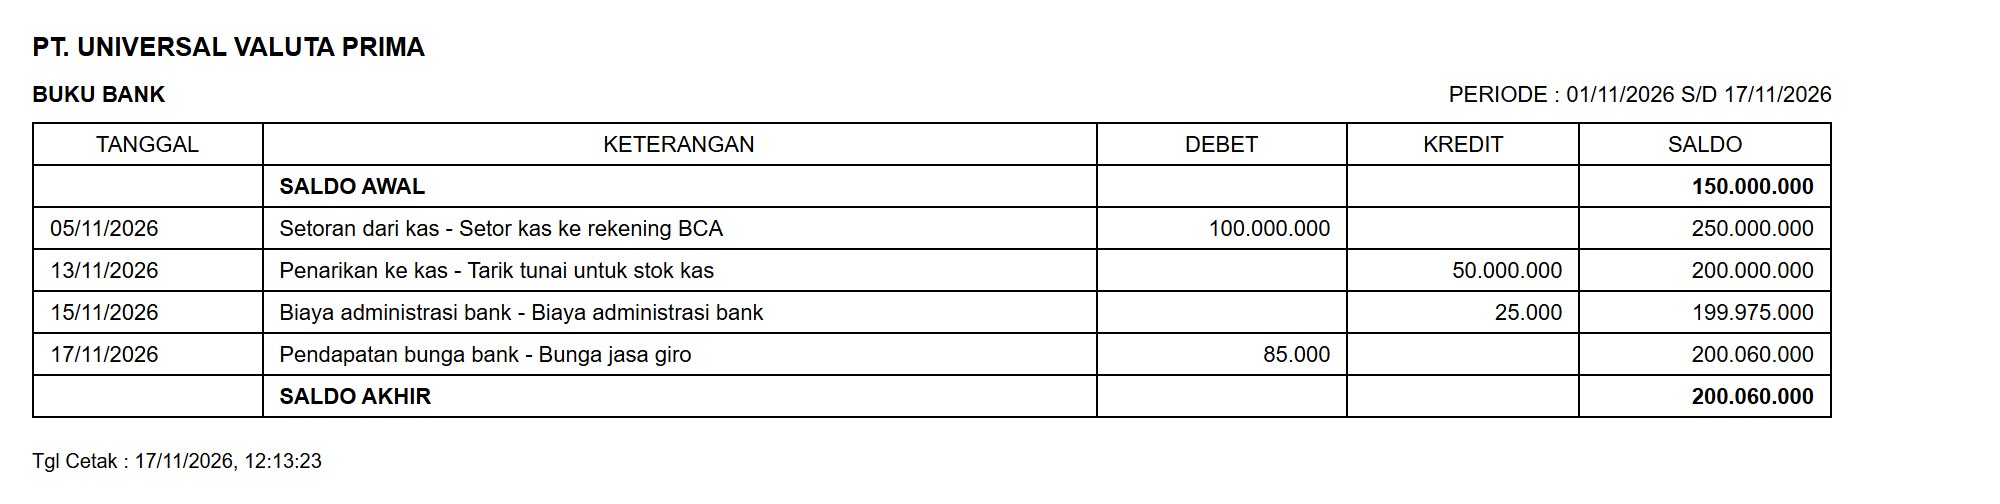 PT. UNIVERSAL VALUTA PRIMA
BUKU BANK PERIODE : 01/11/2026 S/D 17/11/2026
TANGGAL KETERANGAN DEBET KREDIT SALDO
SALDO AWAL 150.000.000
05/11/2026 Setoran dari kas - Setor kas ke rekening BCA 100.000.000 250.000.000
13/11/2026 Penarikan ke kas - Tarik tunai untuk stok kas 50.000.000 200.000.000
15/11/2026 Biaya administrasi bank - Biaya administrasi bank 25.000 199.975.000
17/11/2026 Pendapatan bunga bank - Bunga jasa giro 85.000 200.060.000
SALDO AKHIR 200.060.000
Tgl Cetak : 17/11/2026, 12:13:23